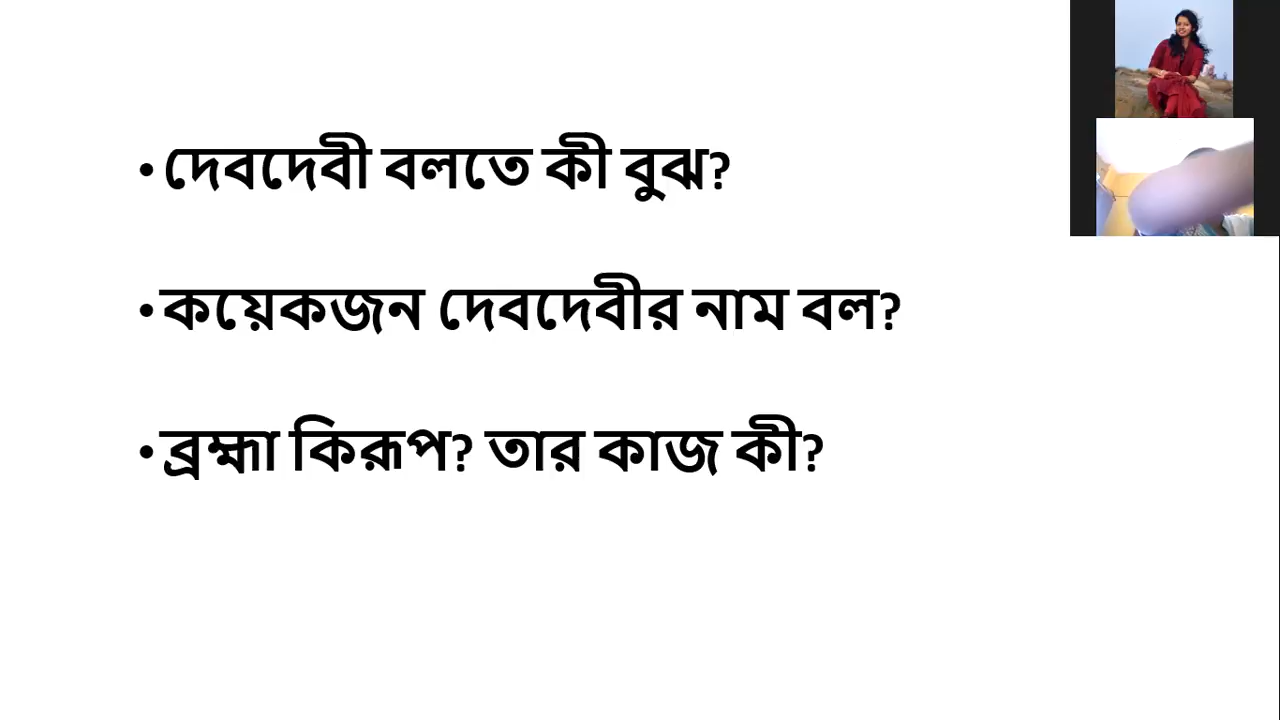 • দেবদেবী বলতে কী বুঝ?
• কয়েকজন দেবদেবীর নাম বল?
• ব্রহ্মা কিরূপ? তার কাজ কী?